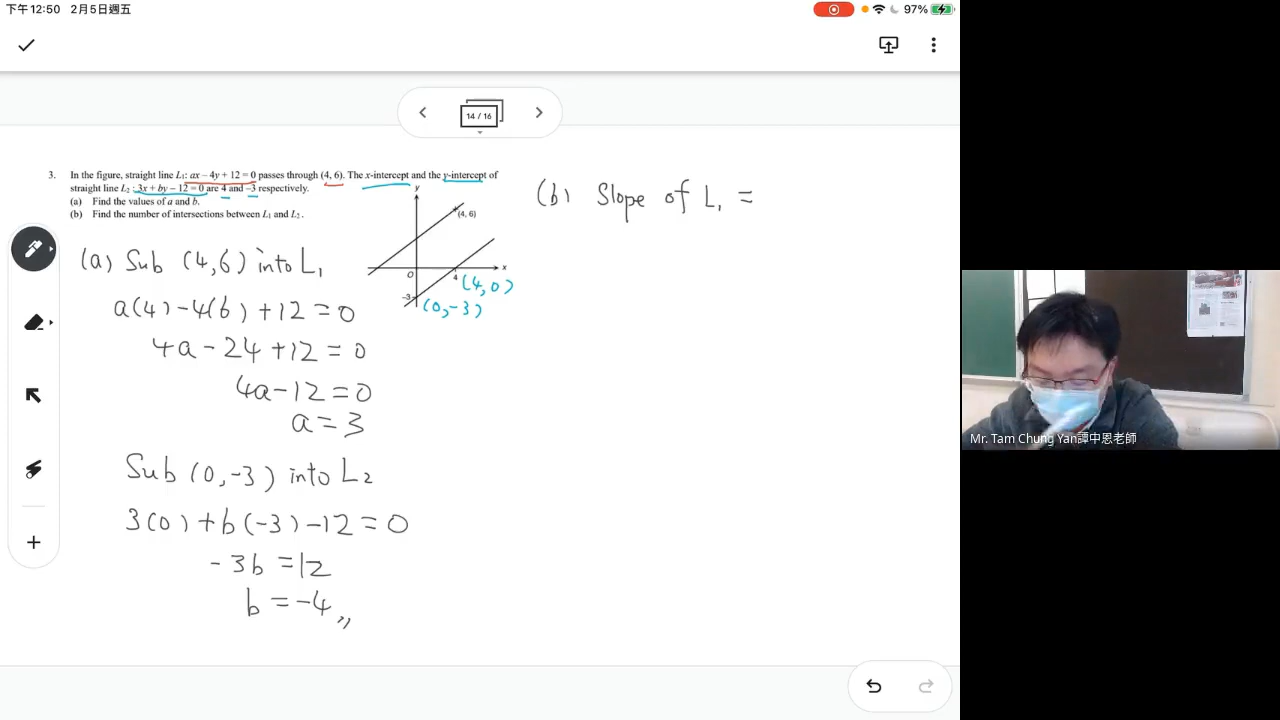 下午12:50 2月5日週五
97%
14 / 16
3. In the figure, straight line L₁: ax – 4y + 12 = 0 passes through (4, 6). The x-intercept and the y-intercept of
straight line L₂ : 3x + by – 12 = 0 are 4 and –3 respectively.
(a) Find the values of a and b.
(b) Find the number of intersections between L₁ and L₂ .
y
(4, 6)
O
4
x
-3
(4, 0)
(0, -3)
(a) Sub (4,6) into L₁
a(4) - 4(6) + 12 = 0
4a - 24 + 12 = 0
4a - 12 = 0
a = 3
Sub (0, -3) into L₂
3(0) + b(-3) - 12 = 0
- 3b = 12
b = -4 〃
(b) Slope of L₁ =
Mr. Tam Chung Yan譚中恩老師